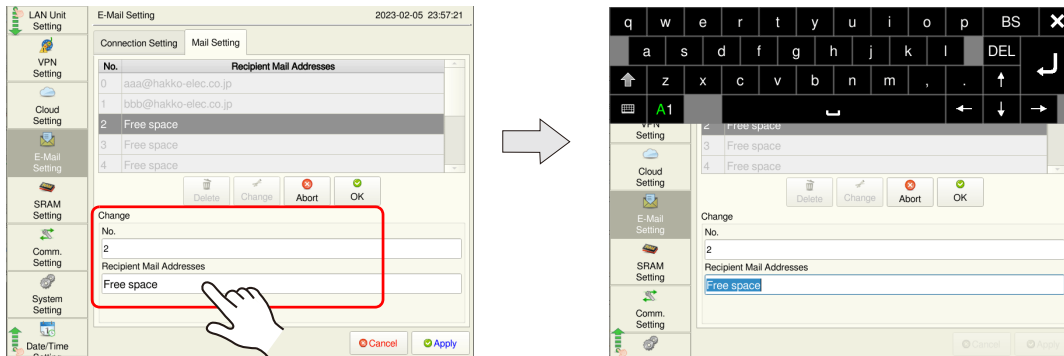 LAN Unit
Setting
VPN
Setting
Cloud
Setting
E-Mail
Setting
SRAM
Setting
Comm.
Setting
System
Setting
Date/Time
E-Mail Setting 2023-02-05 23:57:21
Connection Setting Mail Setting
No. Recipient Mail Addresses
0 aaa@hakko-elec.co.jp
1 bbb@hakko-elec.co.jp
2 Free space
3 Free space
4 Free space
Delete Change Abort OK
Change
No.
2
Recipient Mail Addresses
Free space
Cancel Apply
q w e r t y u i o p BS X
a s d f g h j k l DEL
z x c v b n m , .
A1
VPN
Setting
Cloud
Setting
E-Mail
Setting
SRAM
Setting
Comm.
Setting
2 Free space
3 Free space
4 Free space
Delete Change Abort OK
Change
No.
2
Recipient Mail Addresses
Free space
Cancel Apply